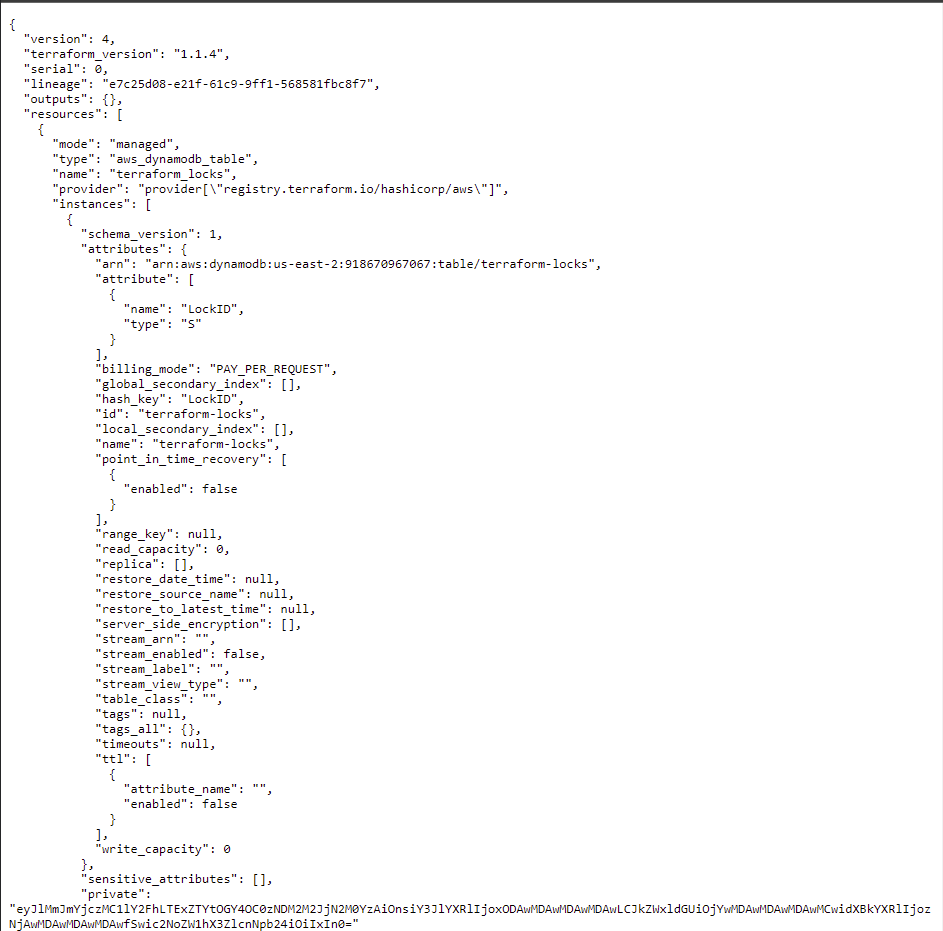 {
"version": 4,
"terraform_version": "1.1.4",
"serial": 0,
"lineage": "e7c25d08-e21f-61c9-9ff1-568581fbc8f7",
"outputs": {},
"resources": [
{
"mode": "managed",
"type": "aws_dynamodb_table",
"name": "terraform_locks",
"provider": "provider[\"registry.terraform.io/hashicorp/aws\"]",
"instances": [
{
"schema_version": 1,
"attributes": {
"arn": "arn:aws:dynamodb:us-east-2:918670967067:table/terraform-locks",
"attribute": [
{
"name": "LockID",
"type": "S"
}
],
"billing_mode": "PAY_PER_REQUEST",
"global_secondary_index": [],
"hash_key": "LockID",
"id": "terraform-locks",
"local_secondary_index": [],
"name": "terraform-locks",
"point_in_time_recovery": [
{
"enabled": false
}
],
"range_key": null,
"read_capacity": 0,
"replica": [],
"restore_date_time": null,
"restore_source_name": null,
"restore_to_latest_time": null,
"server_side_encryption": [],
"stream_arn": "",
"stream_enabled": false,
"stream_label": "",
"stream_view_type": "",
"table_class": "",
"tags": null,
"tags_all": {},
"timeouts": null,
"ttl": [
{
"attribute_name": "",
"enabled": false
}
],
"write_capacity": 0
},
"sensitive_attributes": [],
"private":
"eyJlMmJmYjczMC1lY2FhLTExZTYtOGY4OC0zNDM2M2JjN2M0YzAiOnsiY3JlYXRlIjoxODAwMDAwMDAwMDAwLCJkZWxldGUiOjYwMDAwMDAwMDAwMCwidXBkYXRlIjoz
NjAwMDAwMDAwMDAwfSwic2NoZW1hX3ZlcnNpb24iOiIxIn0="